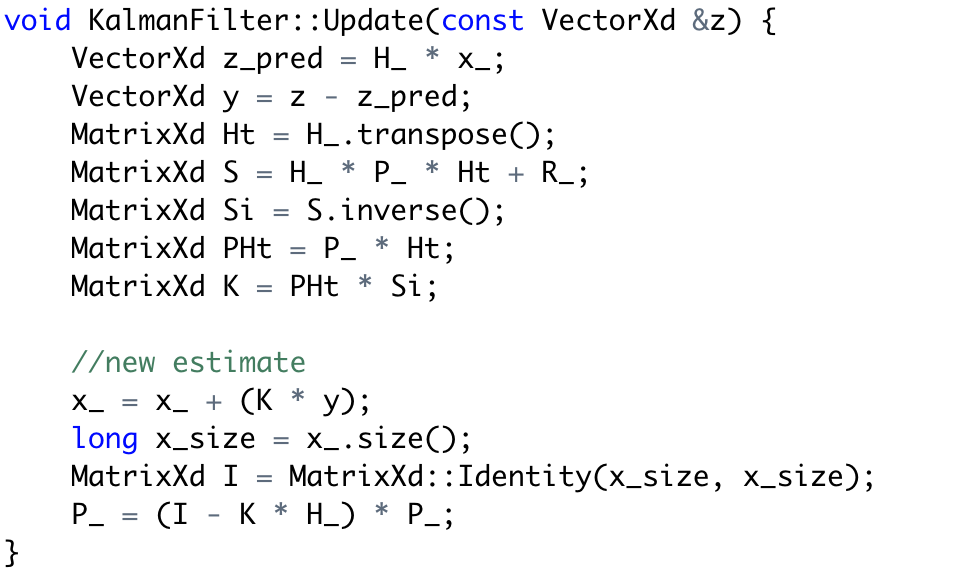 void KalmanFilter::Update(const VectorXd &z) {
    VectorXd z_pred = H_ * x_;
    VectorXd y = z - z_pred;
    MatrixXd Ht = H_.transpose();
    MatrixXd S = H_ * P_ * Ht + R_;
    MatrixXd Si = S.inverse();
    MatrixXd PHt = P_ * Ht;
    MatrixXd K = PHt * Si;

    //new estimate
    x_ = x_ + (K * y);
    long x_size = x_.size();
    MatrixXd I = MatrixXd::Identity(x_size, x_size);
    P_ = (I - K * H_) * P_;
}